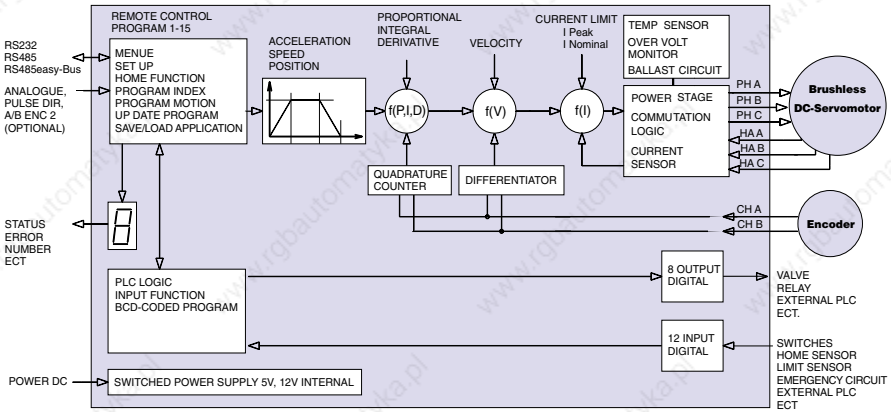 REMOTE CONTROL
PROGRAM 1-15
RS232
RS485
RS485easy-Bus
ANALOGUE,
PULSE DIR,
A/B ENC 2
(OPTIONAL)
MENUE
SET UP
HOME FUNCTION
PROGRAM INDEX
PROGRAM MOTION
UP DATE PROGRAM
SAVE/LOAD APPLICATION
ACCELERATION
SPEED
POSITION
PROPORTIONAL
INTEGRAL
DERIVATIVE
f(P,I,D)
VELOCITY
f(V)
CURRENT LIMIT
I Peak
I Nominal
f(I)
TEMP SENSOR
OVER VOLT
MONITOR
BALLAST CIRCUIT
POWER STAGE
COMMUTATION
LOGIC
CURRENT
SENSOR
PH A
PH B
PH C
HA A
HA B
HA C
Brushless
DC-Servomotor
QUADRATURE
COUNTER
DIFFERENTIATOR
CH A
CH B
Encoder
8
STATUS
ERROR
NUMBER
ECT
PLC LOGIC
INPUT FUNCTION
BCD-CODED PROGRAM
8 OUTPUT
DIGITAL
VALVE
RELAY
EXTERNAL PLC
ECT.
12 INPUT
DIGITAL
SWITCHES
HOME SENSOR
LIMIT SENSOR
EMERGENCY CIRCUIT
EXTERNAL PLC
ECT
POWER DC
SWITCHED POWER SUPPLY 5V, 12V INTERNAL
www.rgbautomatyka.pl